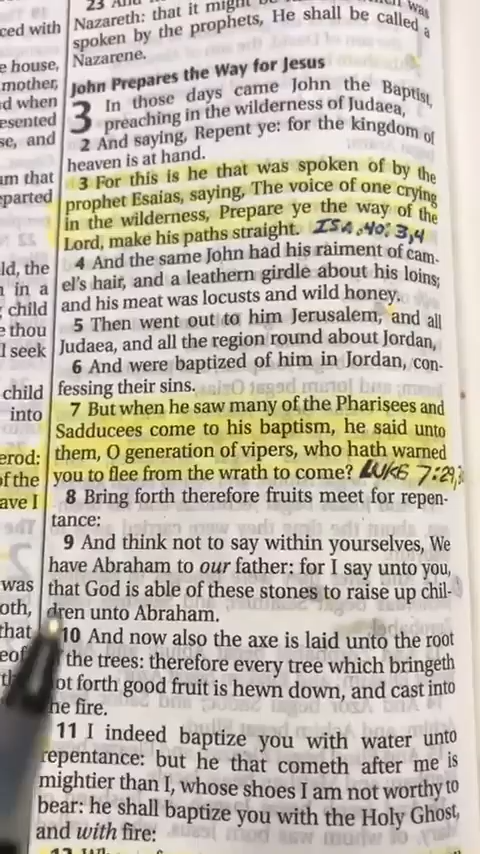 23 And
Nazareth: that it might be which was
spoken by the prophets, He shall be called a
Nazarene.
John Prepares the Way for Jesus
3 In those days came John the Baptist,
preaching in the wilderness of Judaea,
2 And saying, Repent ye: for the kingdom of
heaven is at hand.
3 For this is he that was spoken of by the
prophet Esaias, saying, The voice of one crying
in the wilderness, Prepare ye the way of the
Lord, make his paths straight. ISA. 40: 3,4
4 And the same John had his raiment of cam-
el's hair, and a leathern girdle about his loins;
and his meat was locusts and wild honey.
5 Then went out to him Jerusalem, and all
Judaea, and all the region round about Jordan,
6 And were baptized of him in Jordan, con-
fessing their sins.
7 But when he saw many of the Pharisees and
Sadducees come to his baptism, he said unto
them, O generation of vipers, who hath warned
you to flee from the wrath to come? LUKE 7:29,
8 Bring forth therefore fruits meet for repen-
tance:
9 And think not to say within yourselves, We
have Abraham to our father: for I say unto you,
that God is able of these stones to raise up chil-
dren unto Abraham.
10 And now also the axe is laid unto the root
the trees: therefore every tree which bringeth
ot forth good fruit is hewn down, and cast into
he fire.
11 I indeed baptize you with water unto
repentance: but he that cometh after me is
mightier than I, whose shoes I am not worthy to
bear: he shall baptize you with the Holy Ghost,
and with fire:
ced with
e house,
mother,
d when
esented
se, and
am that
eparted
ld, the
n in a
child
e thou
l seek
child
into
erod:
of the
ave I
was
oth,
that
eof